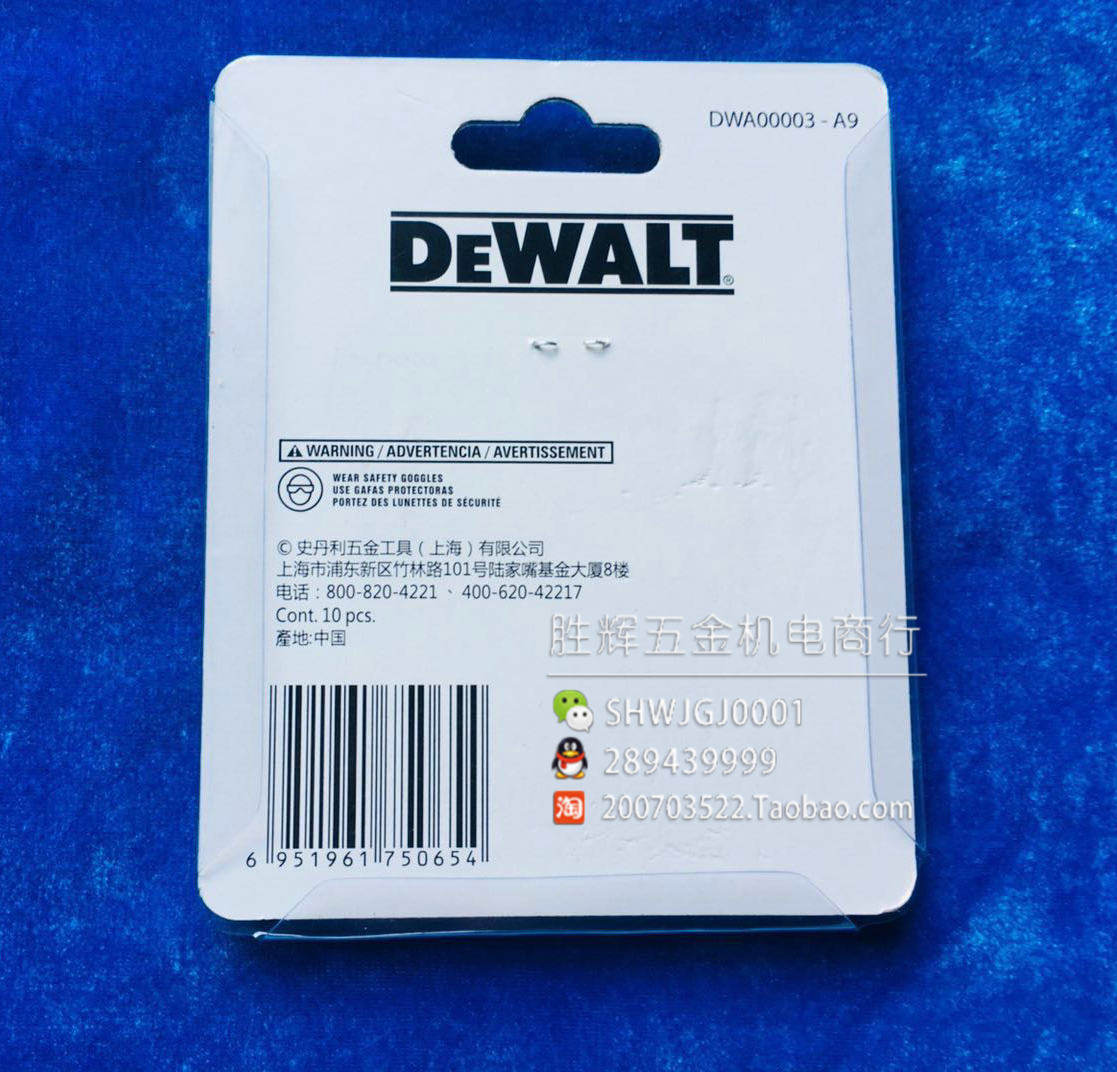 DWA00003 - A9
DEWALT®
WARNING / ADVERTENCIA / AVERTISSEMENT
WEAR SAFETY GOGGLES
USE GAFAS PROTECTORAS
PORTEZ DES LUNETTES DE SÉCURITÉ
© 史丹利五金工具（上海）有限公司
上海市浦东新区竹林路101号陆家嘴基金大厦8楼
电话：800-820-4221 、 400-620-42217
Cont. 10 pcs.
產地:中国
胜辉五金机电商行
SHWJGJ0001
289439999
淘 200703522.Taobao.com
6 951961 750654